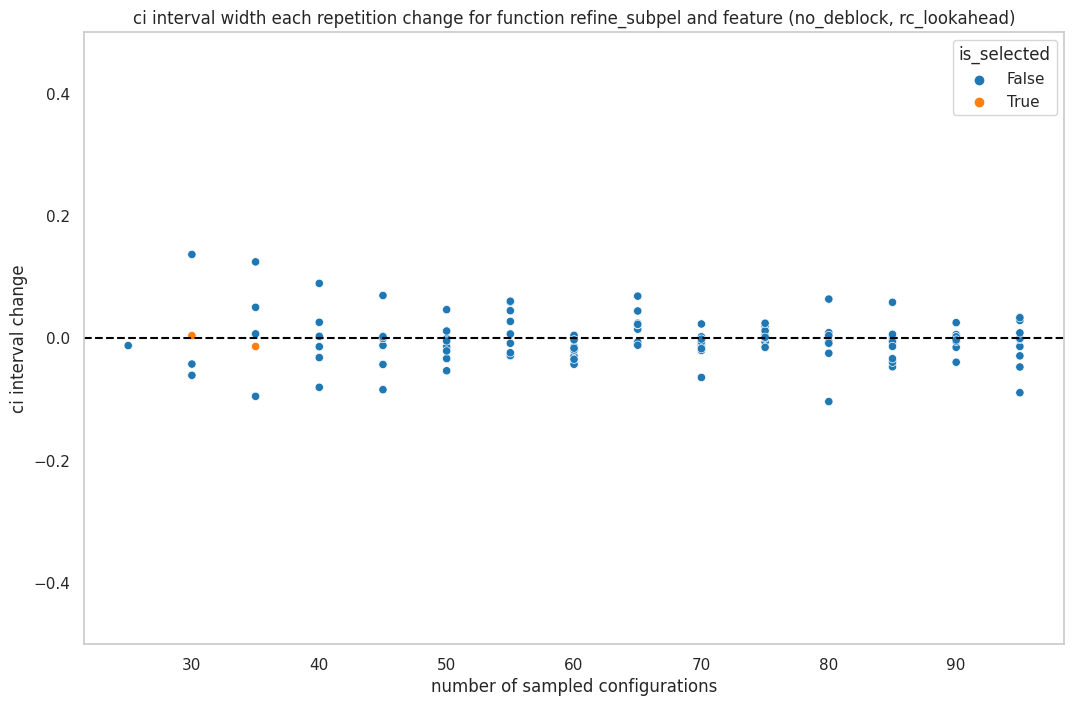 ci interval width each repetition change for function refine_subpel and feature (no_deblock, rc_lookahead)
is_selected
False
True
0.4
0.2
0.0
−0.2
−0.4
ci interval change
30
40
50
60
70
80
90
number of sampled configurations